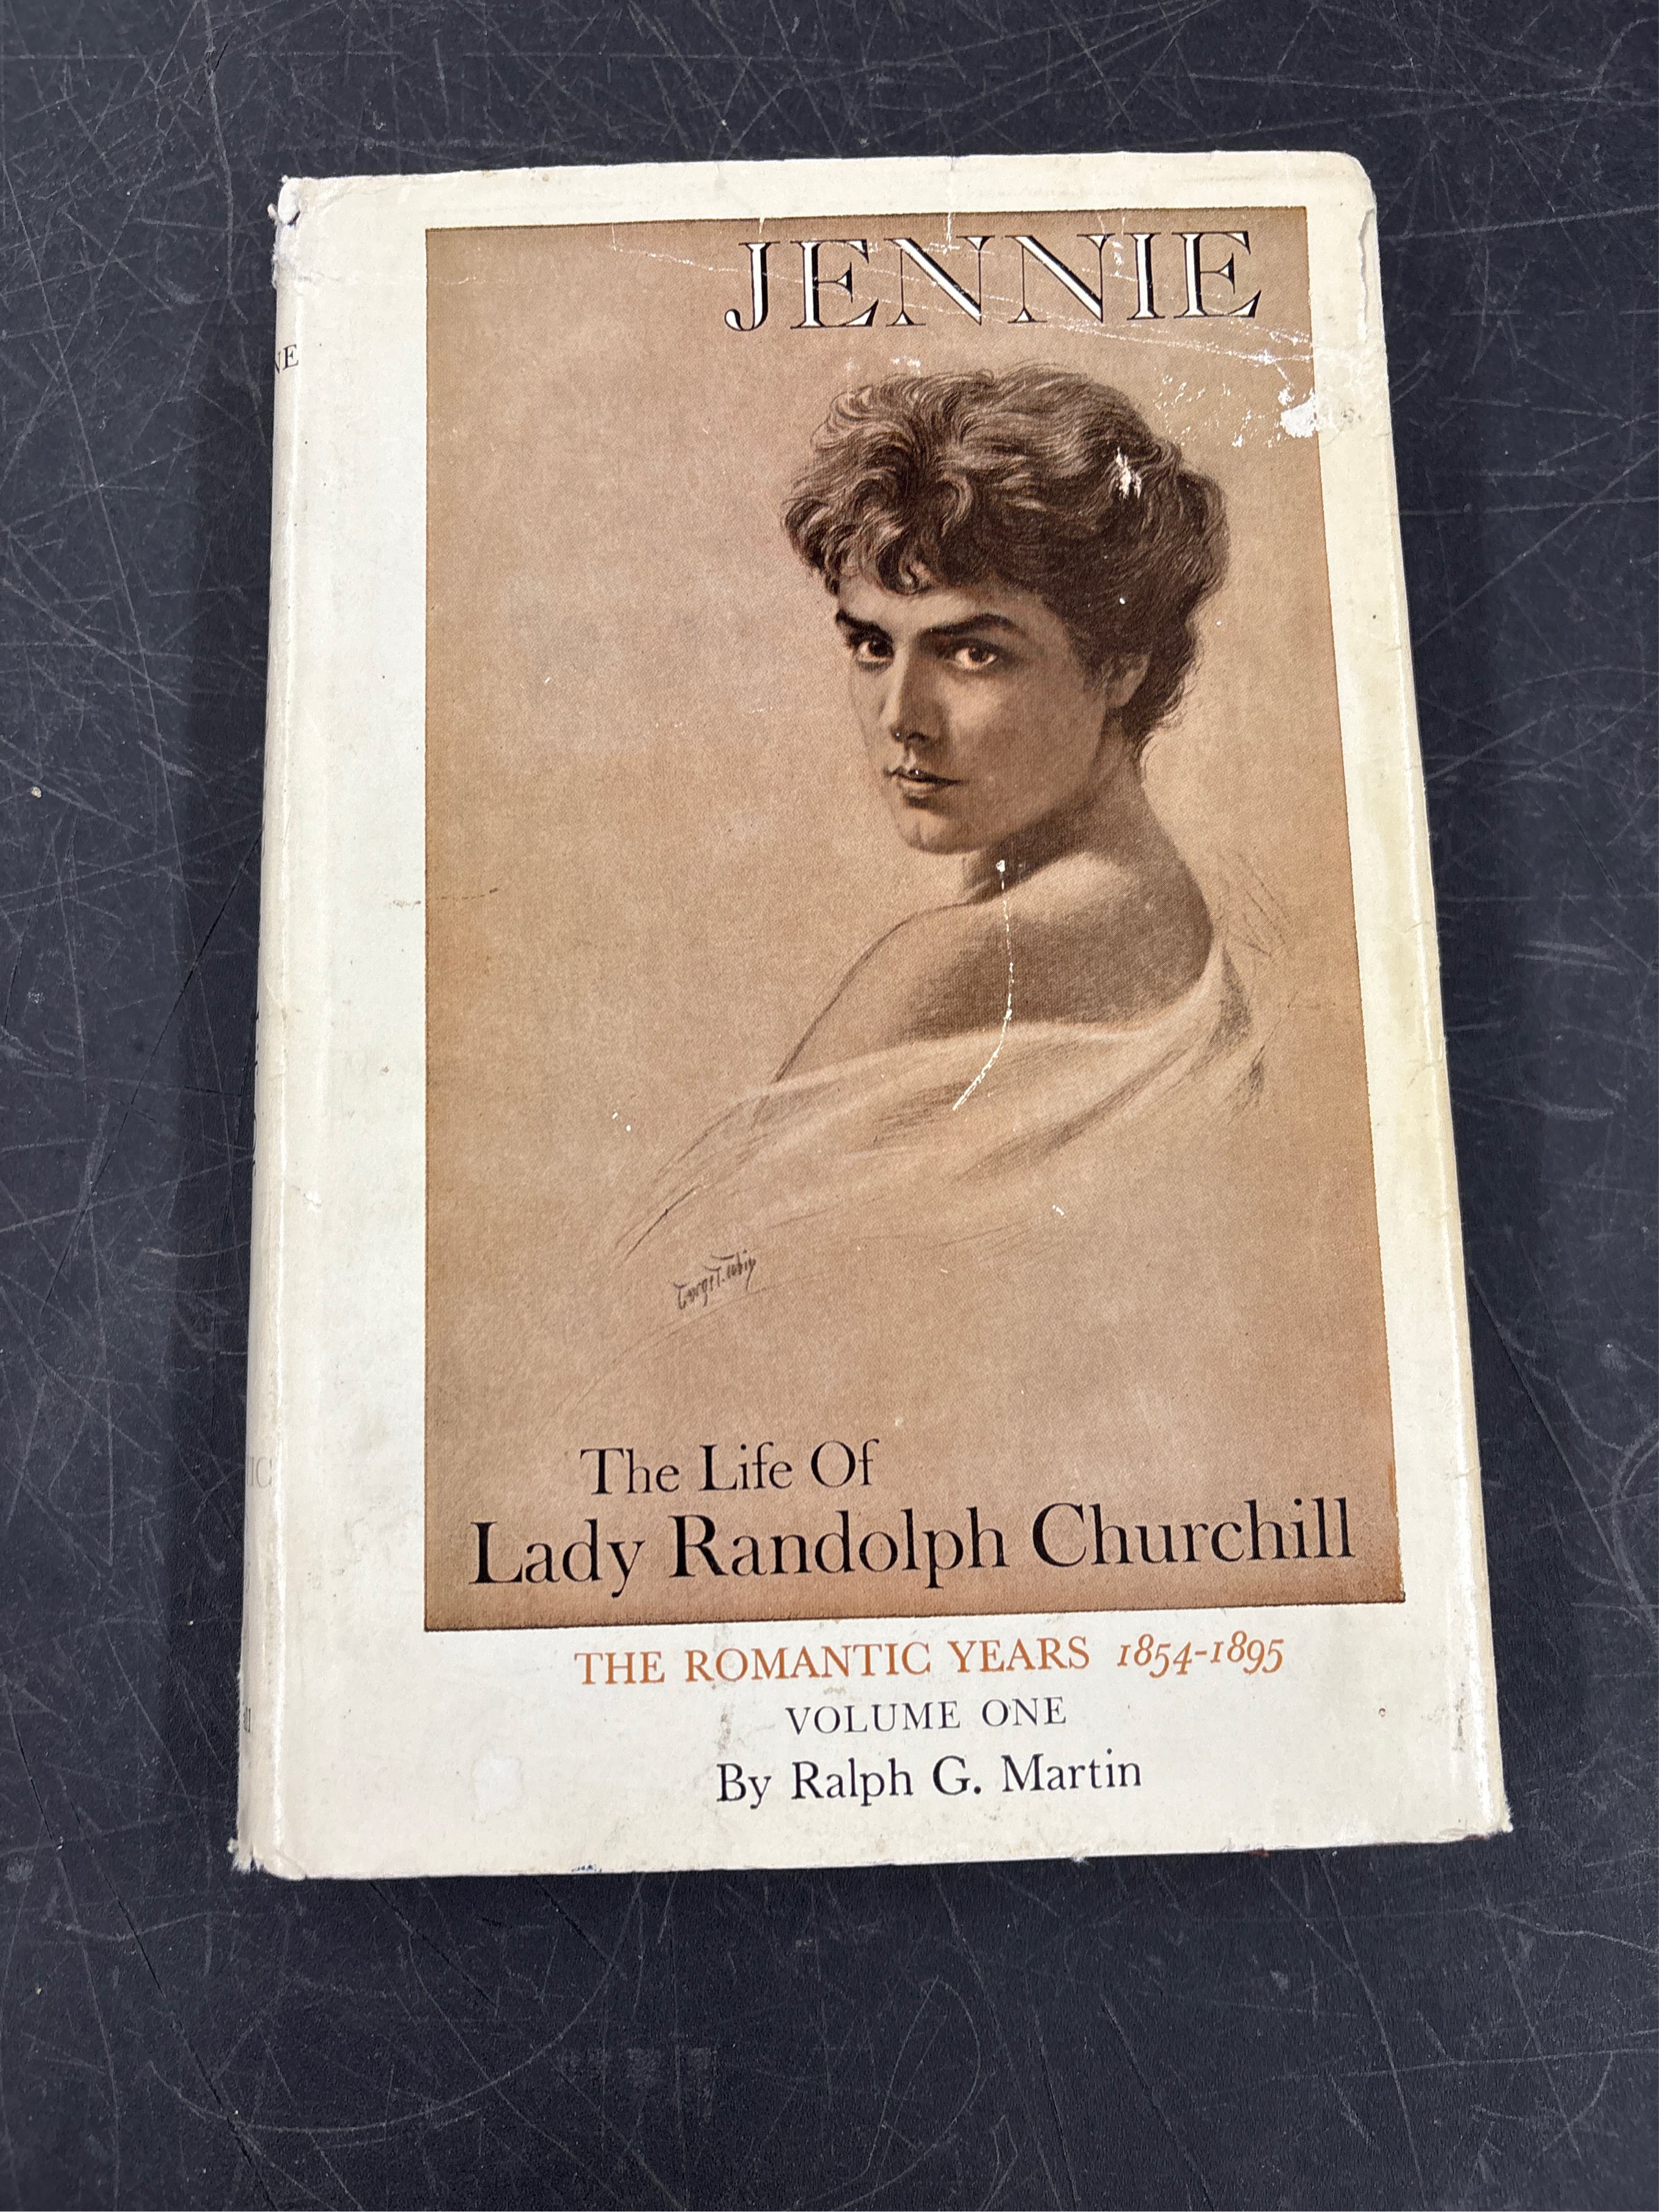 JENNIE
The Life Of
Lady Randolph Churchill
THE ROMANTIC YEARS 1854-1895
VOLUME ONE
By Ralph G. Martin